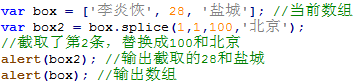 var box = ['李炎恢', 28, '盐城']; //当前数组
var box2 = box.splice(1,1,100,'北京');
//截取了第2条，替换成100和北京
alert(box2); //输出截取的28和盐城
alert(box); //输出数组